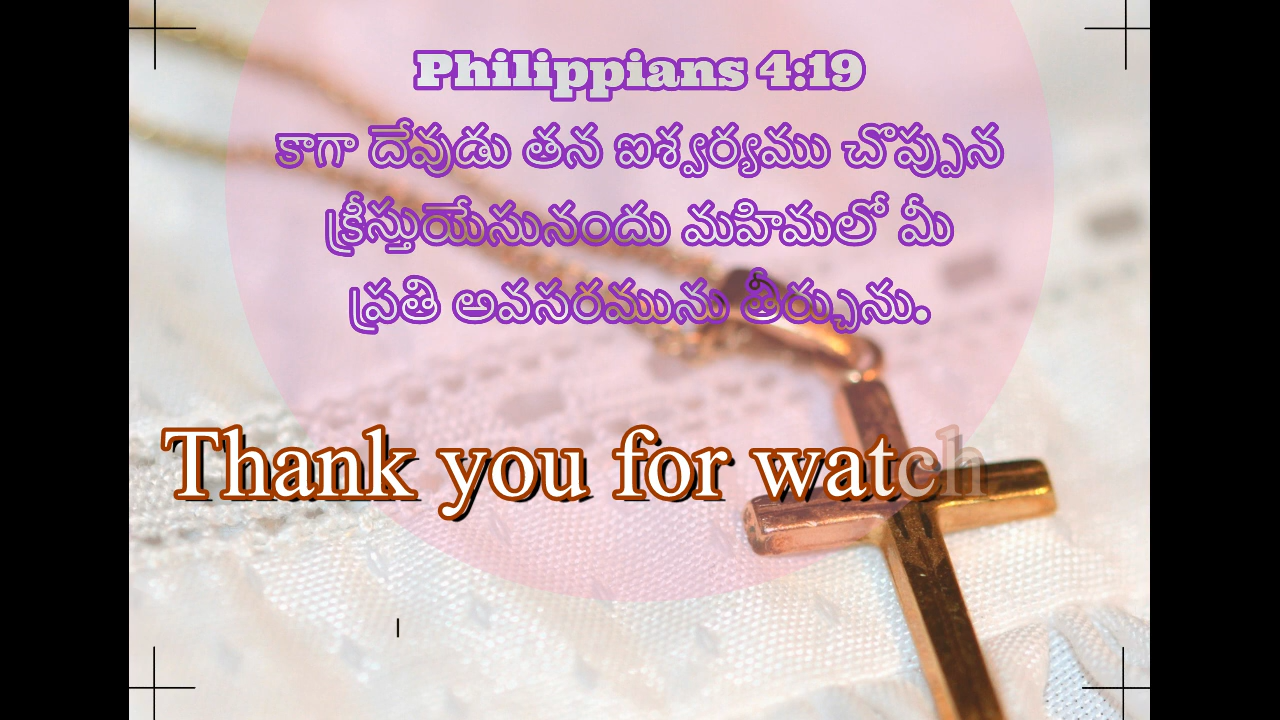 Philippians 4:19
కాగా దేవుడు తన ఐశ్వర్యము చొప్పున
క్రీస్తుయేసునందు మహిమలో మీ
ప్రతి అవసరమును తీర్చును.
Thank you for watch